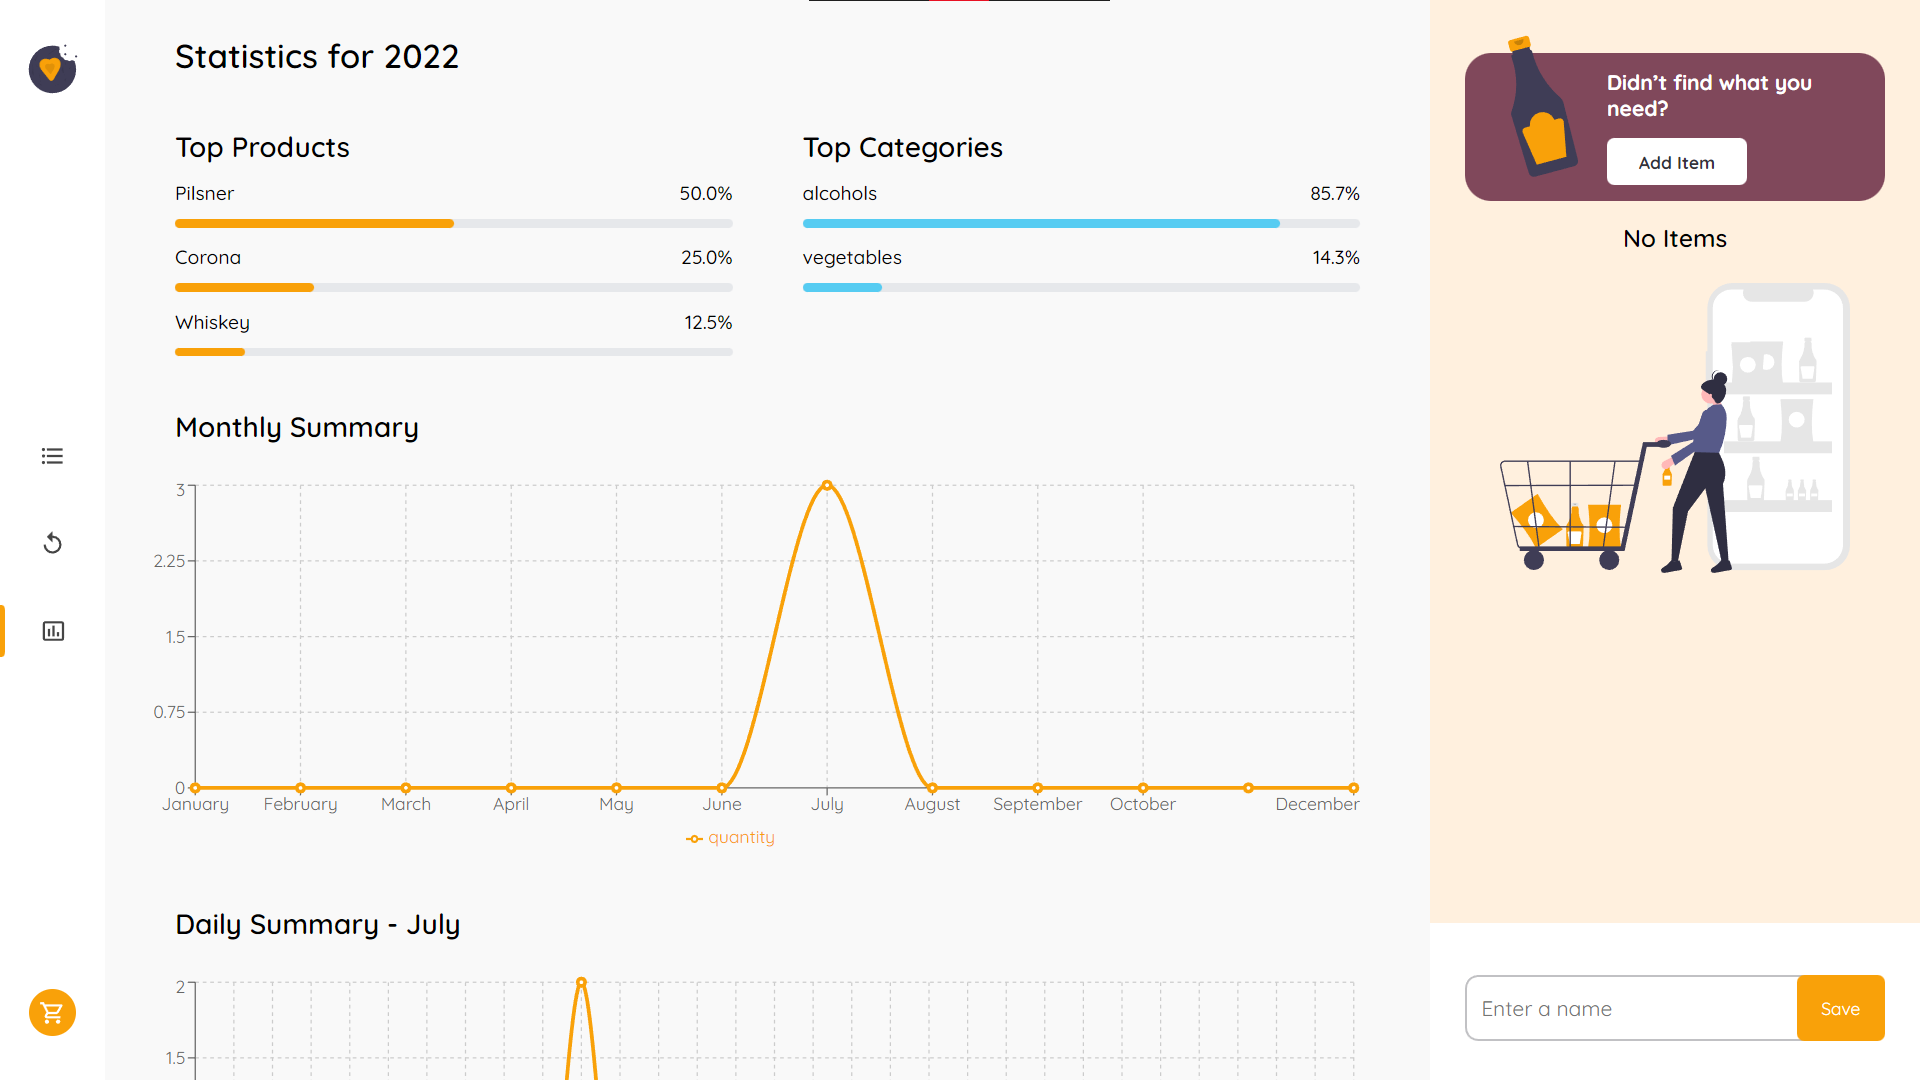 Statistics for 2022
Top Products
Pilsner 50.0%
Corona 25.0%
Whiskey 12.5%
Top Categories
alcohols 85.7%
vegetables 14.3%
Monthly Summary
3
2.25
1.5
0.75
0
January February March April May June July August September October December
quantity
Daily Summary - July
2
1.5
Didn’t find what you
need?
Add Item
No Items
Enter a name
Save